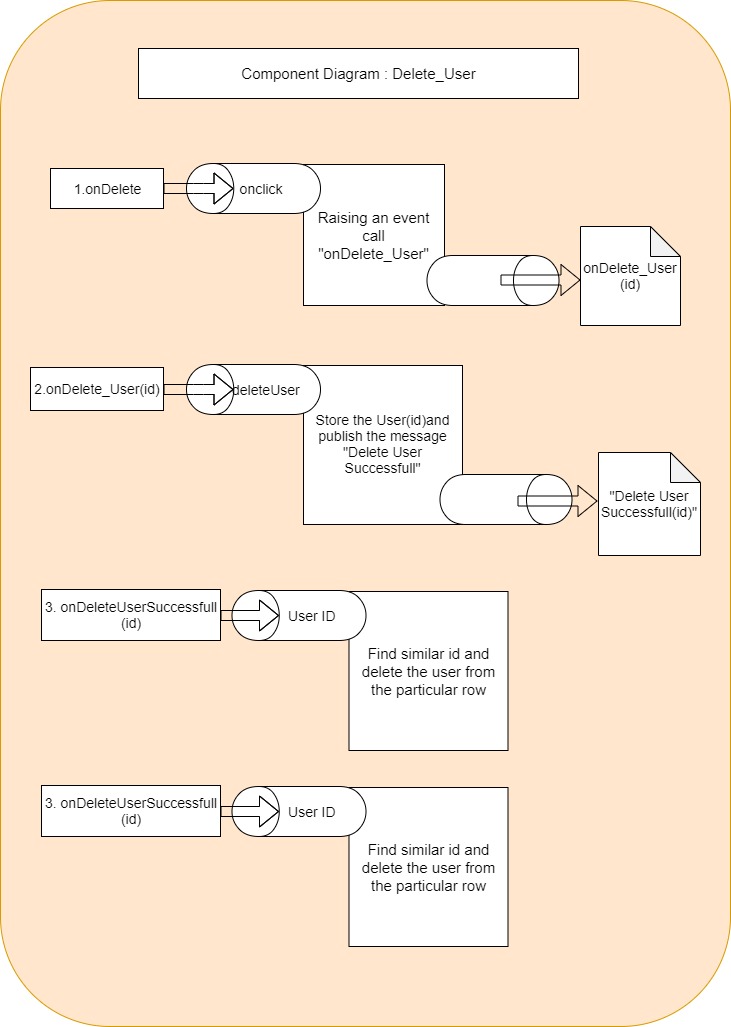 Component Diagram : Delete_User
1.onDelete
onclick
Raising an event
call
"onDelete_User"
onDelete_User
(id)
2.onDelete_User(id)
deleteUser
Store the User(id)and
publish the message
"Delete User
Successfull"
"Delete User
Successfull(id)"
3. onDeleteUserSuccessfull
(id)
User ID
Find similar id and
delete the user from
the particular row
3. onDeleteUserSuccessfull
(id)
User ID
Find similar id and
delete the user from
the particular row